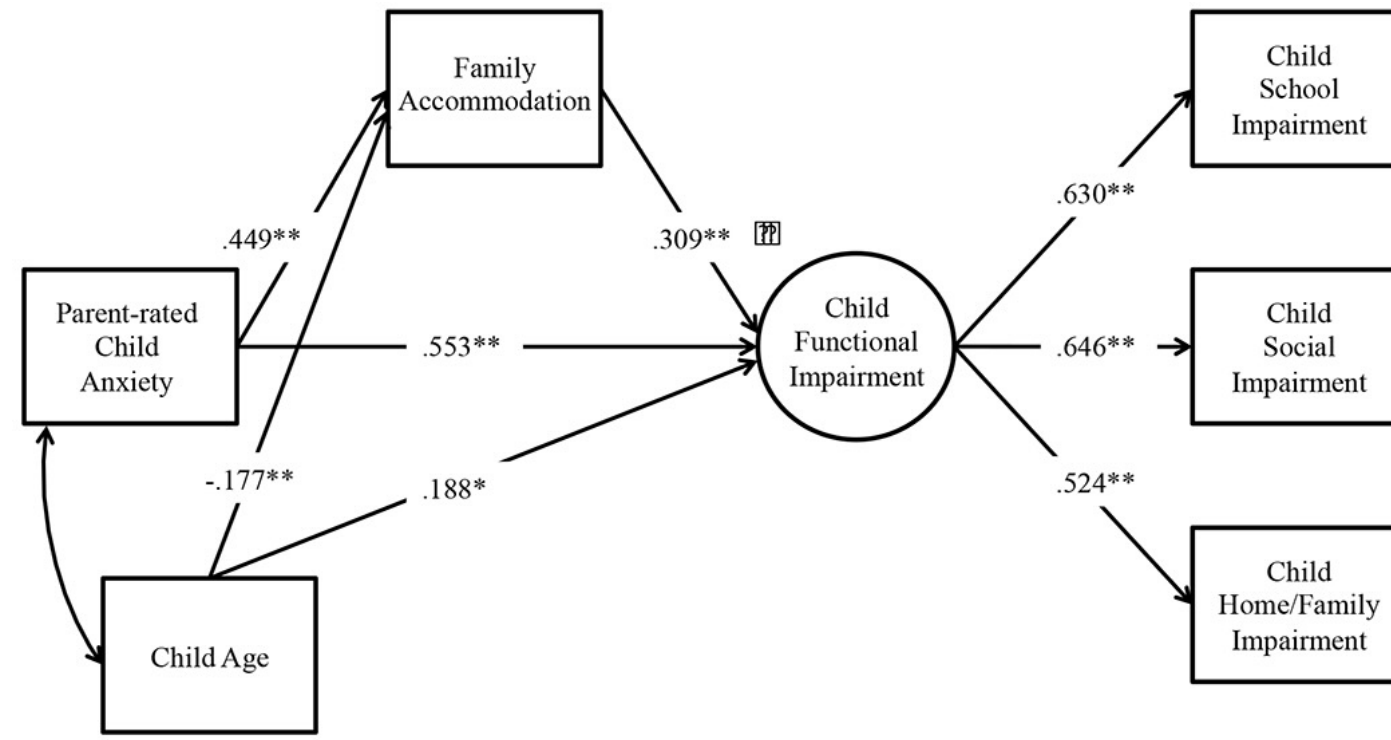 Family
Accommodation
Child
School
Impairment
.630**
.449**
.309**
Parent-rated
Child
Anxiety
.553**
Child
Functional
Impairment
.646**
Child
Social
Impairment
-.177**
.188*
.524**
Child Age
Child
Home/Family
Impairment